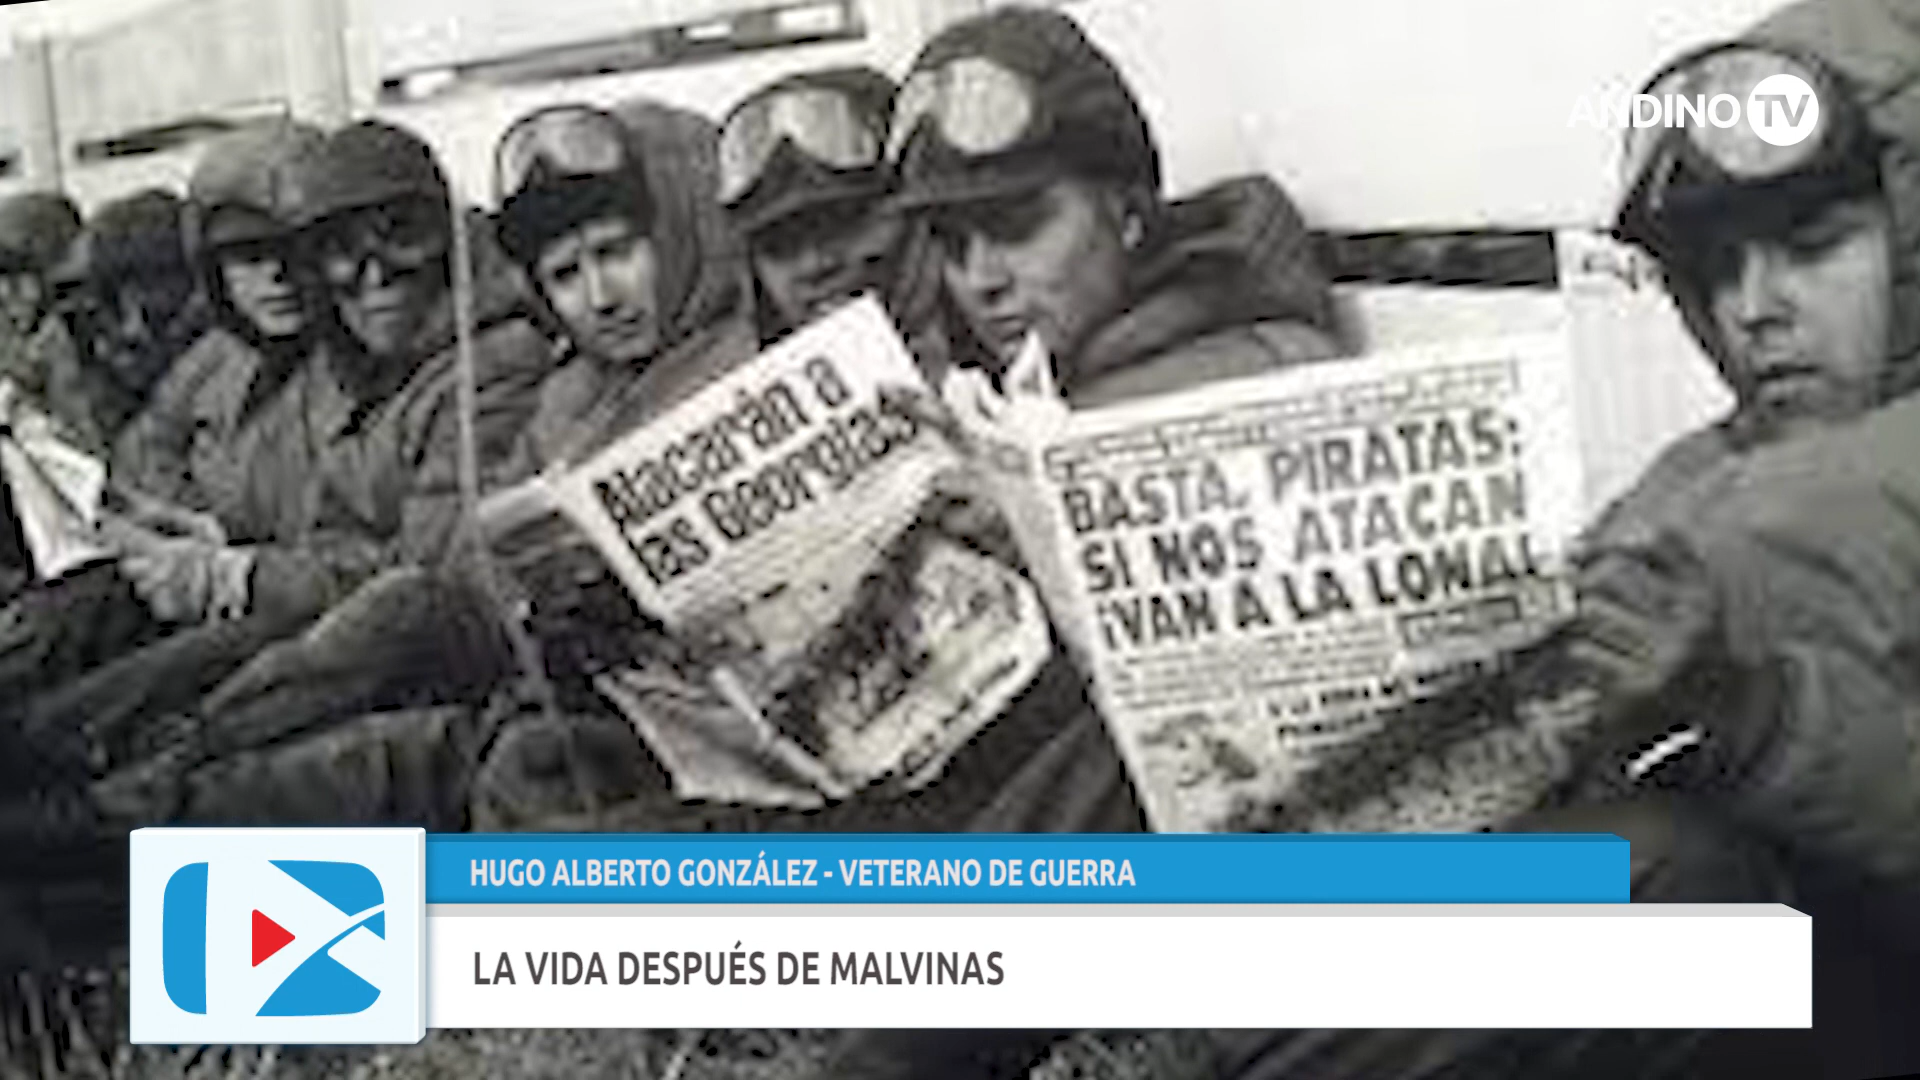 ANDINO TV
Atacarán a
las Georgias
BASTA, PIRATAS:
SI NOS ATACAN
¡VAN A LA LONA!
HUGO ALBERTO GONZÁLEZ - VETERANO DE GUERRA
LA VIDA DESPUÉS DE MALVINAS